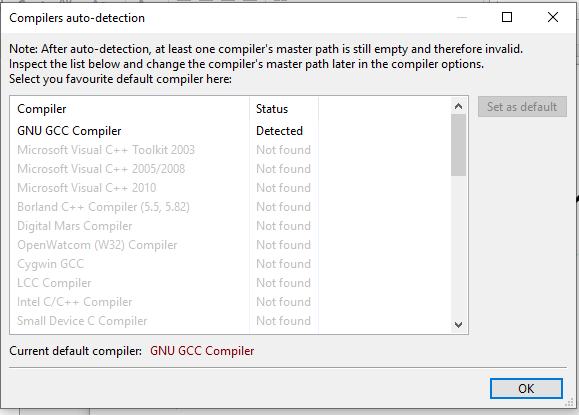 Compilers auto-detection
Note: After auto-detection, at least one compiler's master path is still empty and therefore invalid.
Inspect the list below and change the compiler's master path later in the compiler options.
Select you favourite default compiler here:
Compiler Status
Set as default
GNU GCC Compiler Detected
Microsoft Visual C++ Toolkit 2003 Not found
Microsoft Visual C++ 2005/2008 Not found
Microsoft Visual C++ 2010 Not found
Borland C++ Compiler (5.5, 5.82) Not found
Digital Mars Compiler Not found
OpenWatcom (W32) Compiler Not found
Cygwin GCC Not found
LCC Compiler Not found
Intel C/C++ Compiler Not found
Small Device C Compiler Not found
Current default compiler: GNU GCC Compiler
OK